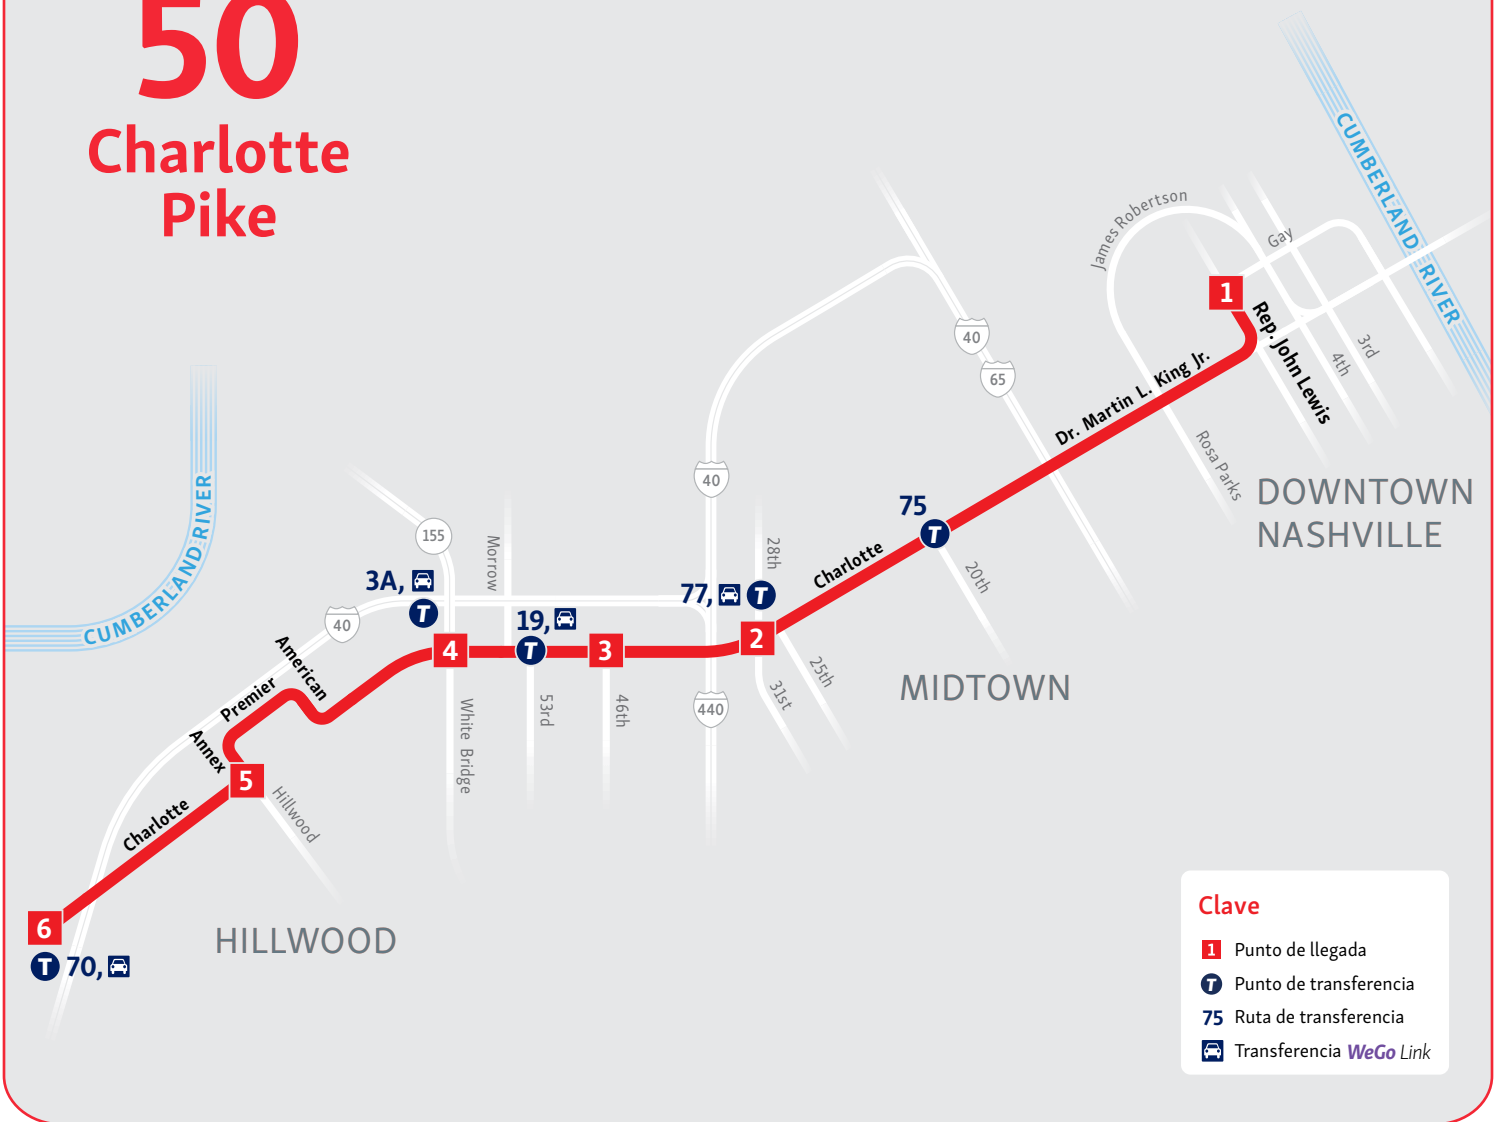 50
Charlotte
Pike
CUMBERLAND RIVER
James Robertson
Gay
1
Rep. John Lewis
3rd
4th
40
65
Dr. Martin L. King Jr.
Rosa Parks
DOWNTOWN
NASHVILLE
CUMBERLAND RIVER
40
155
Morrow
75
T
28th
Charlotte
20th
3A,
T
77,
T
40
19,
T
2
4
3
American
Premier
25th
31st
MIDTOWN
White Bridge
53rd
46th
440
Annex
5
Hillwood
Charlotte
6
T 70,
HILLWOOD
Clave
1 Punto de llegada
T Punto de transferencia
75 Ruta de transferencia
Transferencia WeGo Link